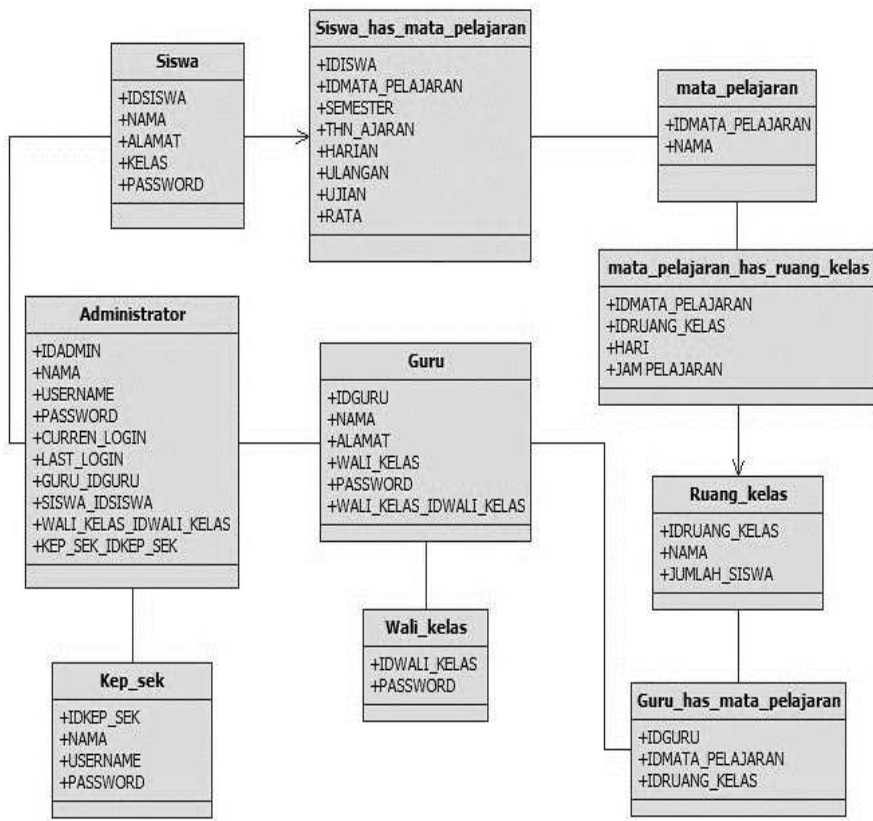 Siswa
+IDSISWA
+NAMA
+ALAMAT
+KELAS
+PASSWORD
Siswa_has_mata_pelajaran
+IDISWA
+IDMATA_PELAJARAN
+SEMESTER
+THN_AJARAN
+HARIAN
+ULANGAN
+UJIAN
+RATA
mata_pelajaran
+IDMATA_PELAJARAN
+NAMA
mata_pelajaran_has_ruang_kelas
+IDMATA_PELAJARAN
+IDRUANG_KELAS
+HARI
+JAM PELAJARAN
Administrator
+IDADMIN
+NAMA
+USERNAME
+PASSWORD
+CURREN_LOGIN
+LAST_LOGIN
+GURU_IDGURU
+SISWA_IDSISWA
+WALI_KELAS_IDWALI_KELAS
+KEP_SEK_IDKEP_SEK
Guru
+IDGURU
+NAMA
+ALAMAT
+WALI_KELAS
+PASSWORD
+WALI_KELAS_IDWALI_KELAS
Ruang_kelas
+IDRUANG_KELAS
+NAMA
+JUMLAH_SISWA
Wali_kelas
+IDWALI_KELAS
+PASSWORD
Kep_sek
+IDKEP_SEK
+NAMA
+USERNAME
+PASSWORD
Guru_has_mata_pelajaran
+IDGURU
+IDMATA_PELAJARAN
+IDRUANG_KELAS